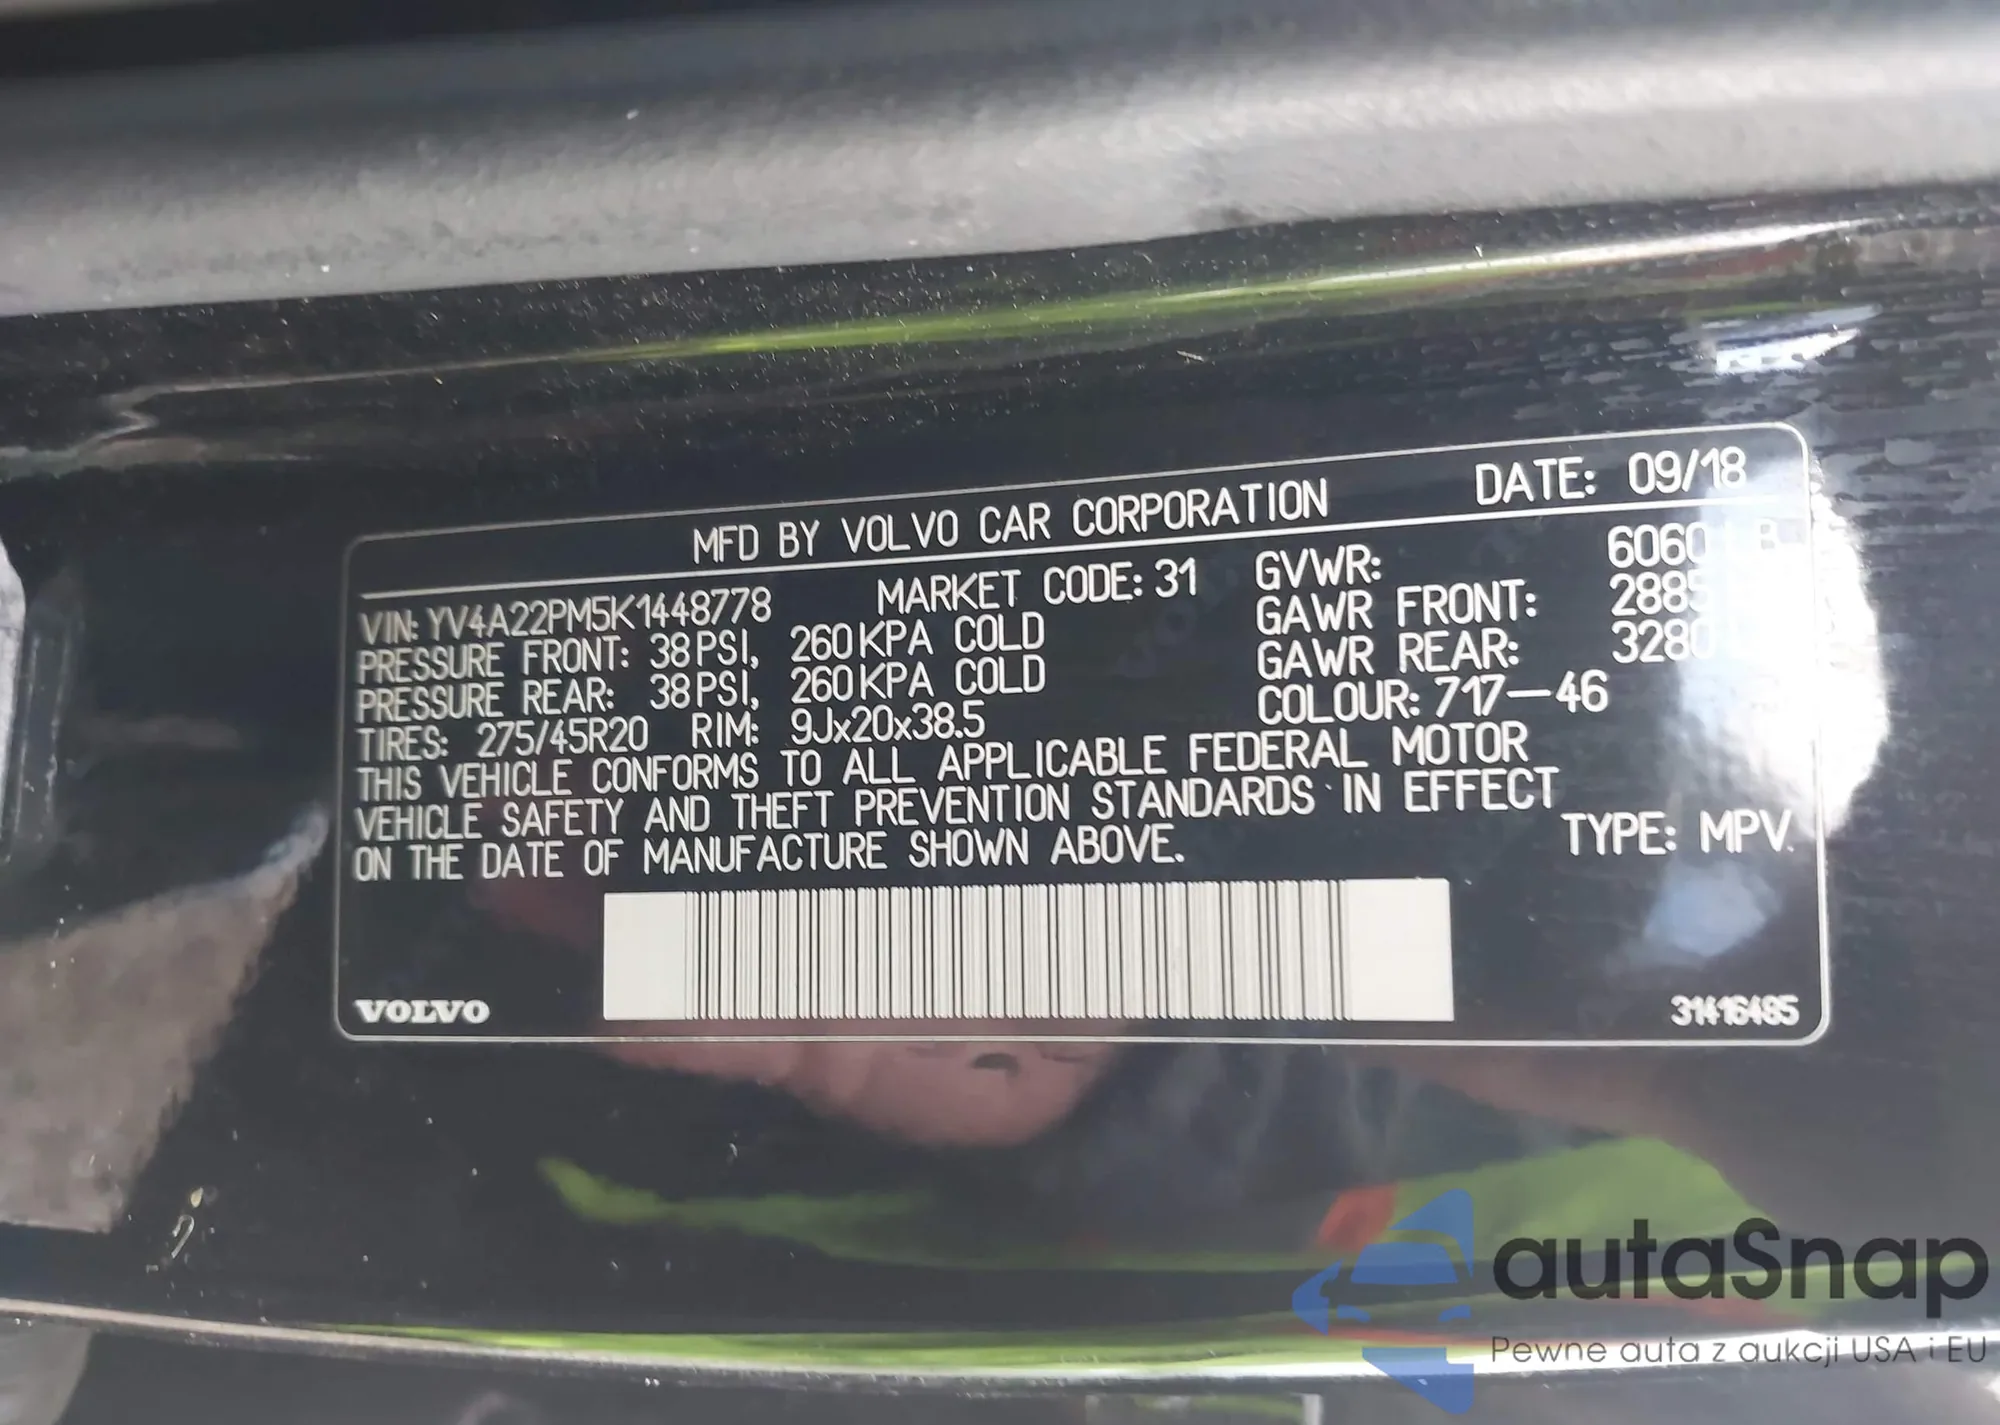 MFD BY VOLVO CAR CORPORATION DATE: 09/18
VIN: YV4A22PM5K1448778 MARKET CODE: 31 GVWR: 6060
PRESSURE FRONT: 38 PSI, 260 KPA COLD GAWR FRONT: 2885
PRESSURE REAR: 38 PSI, 260 KPA COLD GAWR REAR: 3280
TIRES: 275/45R20 RIM: 9Jx20x38.5 COLOUR: 717-46
THIS VEHICLE CONFORMS TO ALL APPLICABLE FEDERAL MOTOR
VEHICLE SAFETY AND THEFT PREVENTION STANDARDS IN EFFECT
ON THE DATE OF MANUFACTURE SHOWN ABOVE. TYPE: MPV
VOLVO
31416485
autaSnap
Pewne auta z aukcji USA i EU